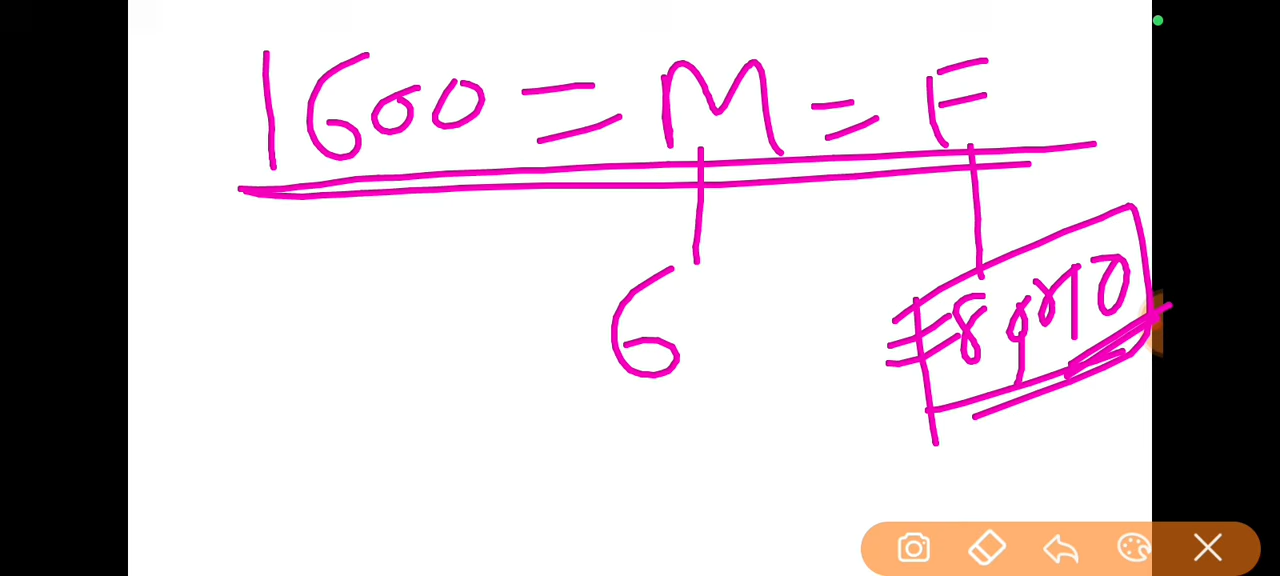 1600 = M = F
6